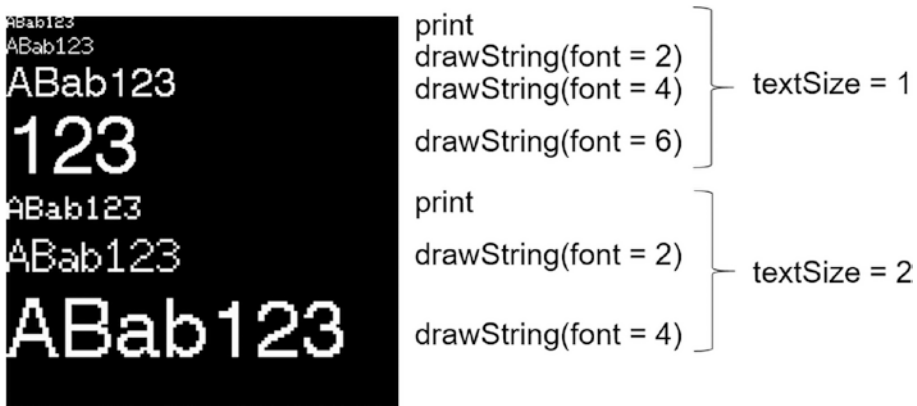 ABab123 print
ABab123 drawString(font = 2)
ABab123 drawString(font = 4) textSize = 1
123 drawString(font = 6)
ABab123 print
ABab123 drawString(font = 2) textSize = 2
ABab123 drawString(font = 4)